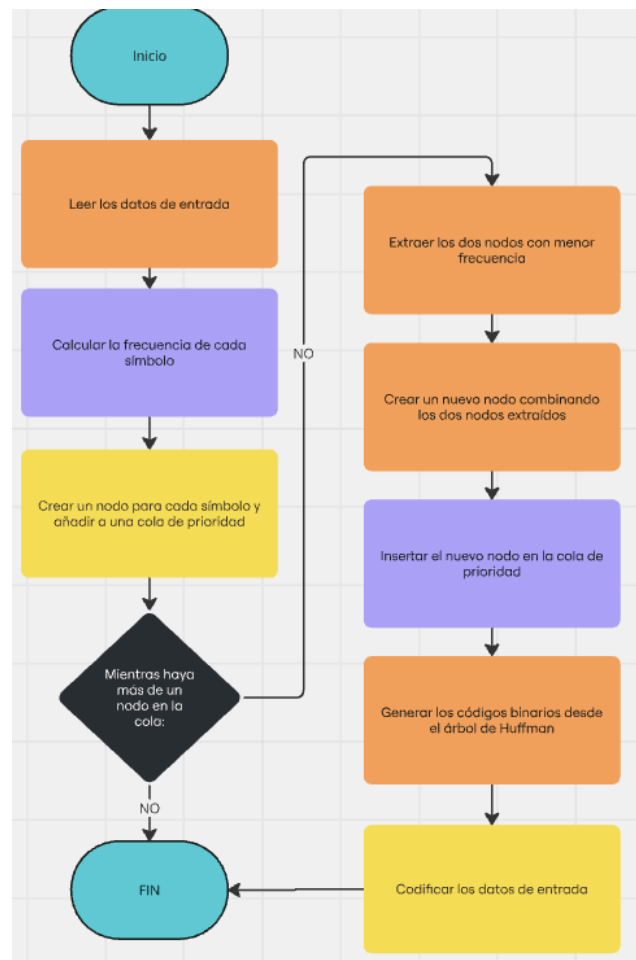 Inicio
Leer los datos de entrada
Calcular la frecuencia de cada
símbolo
Crear un nodo para cada símbolo y
añadir a una cola de prioridad
Mientras haya
más de un
nodo en la
cola:
NO
FIN
NO
Extraer los dos nodos con menor
frecuencia
Crear un nuevo nodo combinando
los dos nodos extraídos
Insertar el nuevo nodo en la cola de
prioridad
Generar los códigos binarios desde
el árbol de Huffman
Codificar los datos de entrada